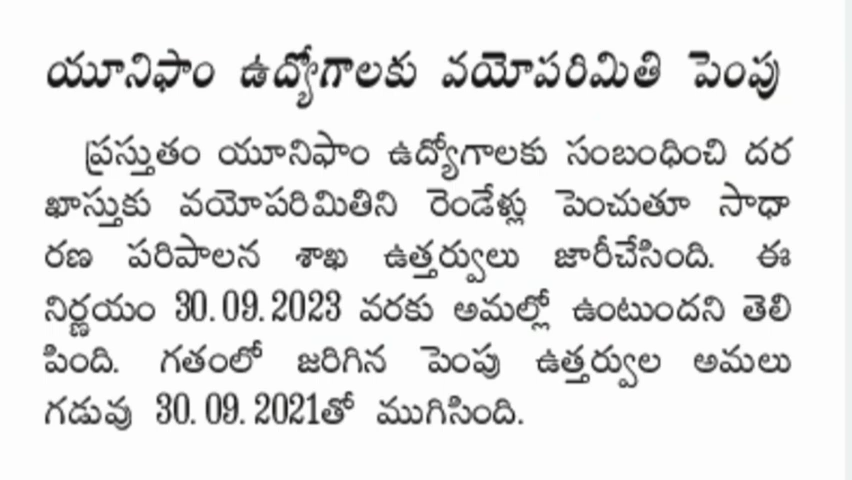 యూనిఫాం ఉద్యోగాలకు వయోపరిమితి పెంపు
ప్రస్తుతం యూనిఫాం ఉద్యోగాలకు సంబంధించి దర
ఖాస్తుకు వయోపరిమితిని రెండేళ్లు పెంచుతూ సాధా
రణ పరిపాలన శాఖ ఉత్తర్వులు జారీచేసింది. ఈ
నిర్ణయం 30.09.2023 వరకు అమల్లో ఉంటుందని తెలి
పింది. గతంలో జరిగిన పెంపు ఉత్తర్వుల అమలు
గడువు 30.09.2021తో ముగిసింది.